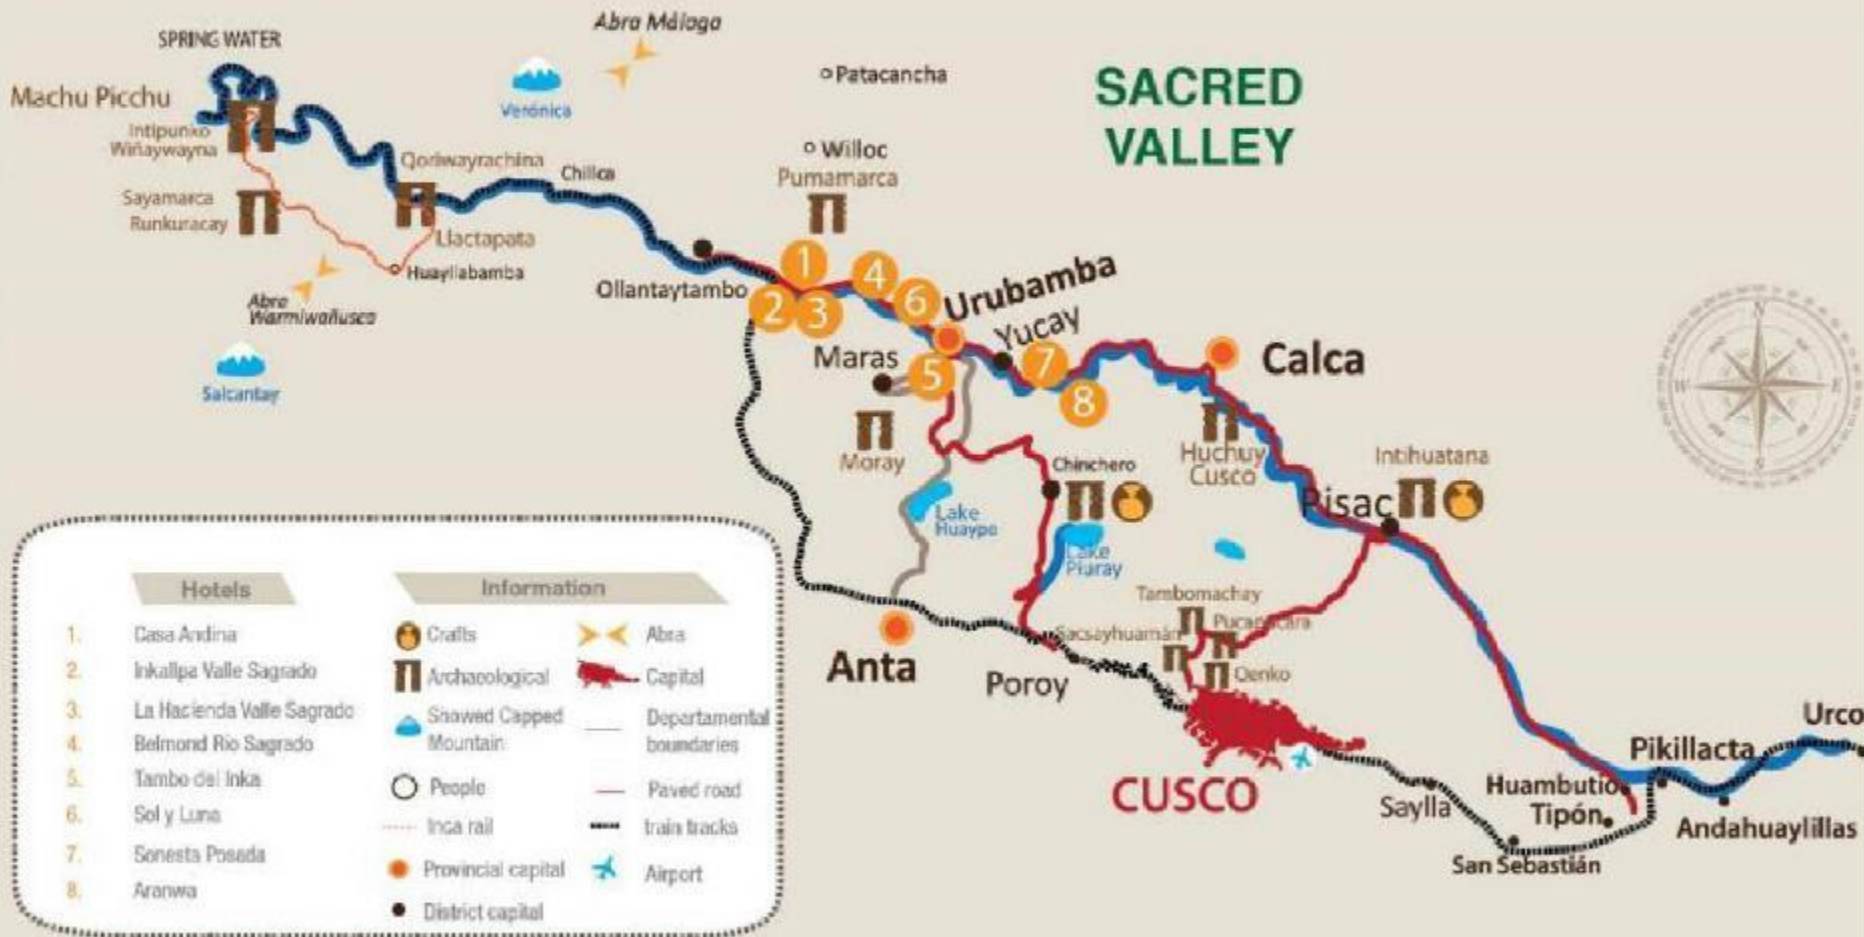 SPRING WATER
Abra Málaga
Machu Picchu
Verónica
Patacancha
SACRED
VALLEY
Intipunko
Wiñaywayna
Qoriwayrachina
Chillca
Willoc
Pumamarca
Sayamarca
Runkuracay
Llactapata
Huayllabamba
Abra
Warmiwañusca
Salcantay
Ollantaytambo
1
2
3
4
6
Urubamba
Yucay
Maras
5
7
8
Calca
Moray
Chinchero
Huchuy
Cusco
Intihuatana
Pisac
Lake
Huaypo
Lake
Piuray
N
E
S
W
Tambomachay
Pucapucara
Sacsayhuamán
Qenko
Anta
Poroy
CUSCO
Saylla
San Sebastián
Huambutio
Tipón
Pikillacta
Andahuaylillas
Urco
Hotels
1. Casa Andina
2. Inkallpa Valle Sagrado
3. La Hacienda Valle Sagrado
4. Belmond Rio Sagrado
5. Tambo del Inka
6. Sol y Luna
7. Sonesta Posada
8. Aranwa
Information
Crafts
Archaeological
Snowed Capped
Mountain
People
Inca rail
Provincial capital
District capital
Abra
Capital
Departamental
boundaries
Paved road
train tracks
Airport